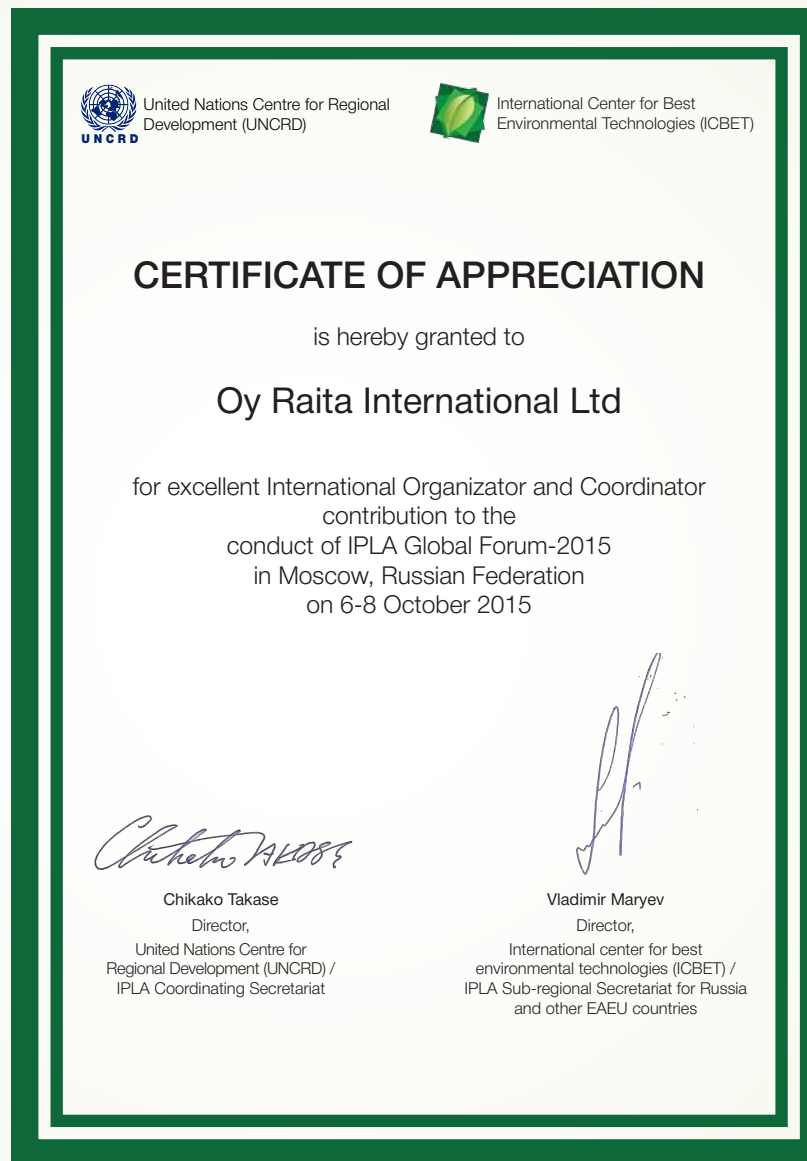 United Nations Centre for Regional
Development (UNCRD)
UNCRD
International Center for Best
Environmental Technologies (ICBET)
CERTIFICATE OF APPRECIATION
is hereby granted to
Oy Raita International Ltd
for excellent International Organizator and Coordinator
contribution to the
conduct of IPLA Global Forum-2015
in Moscow, Russian Federation
on 6-8 October 2015
Chikako TAKASE
Chikako Takase
Director,
United Nations Centre for
Regional Development (UNCRD) /
IPLA Coordinating Secretariat
Vladimir Maryev
Director,
International center for best
environmental technologies (ICBET) /
IPLA Sub-regional Secretariat for Russia
and other EAEU countries